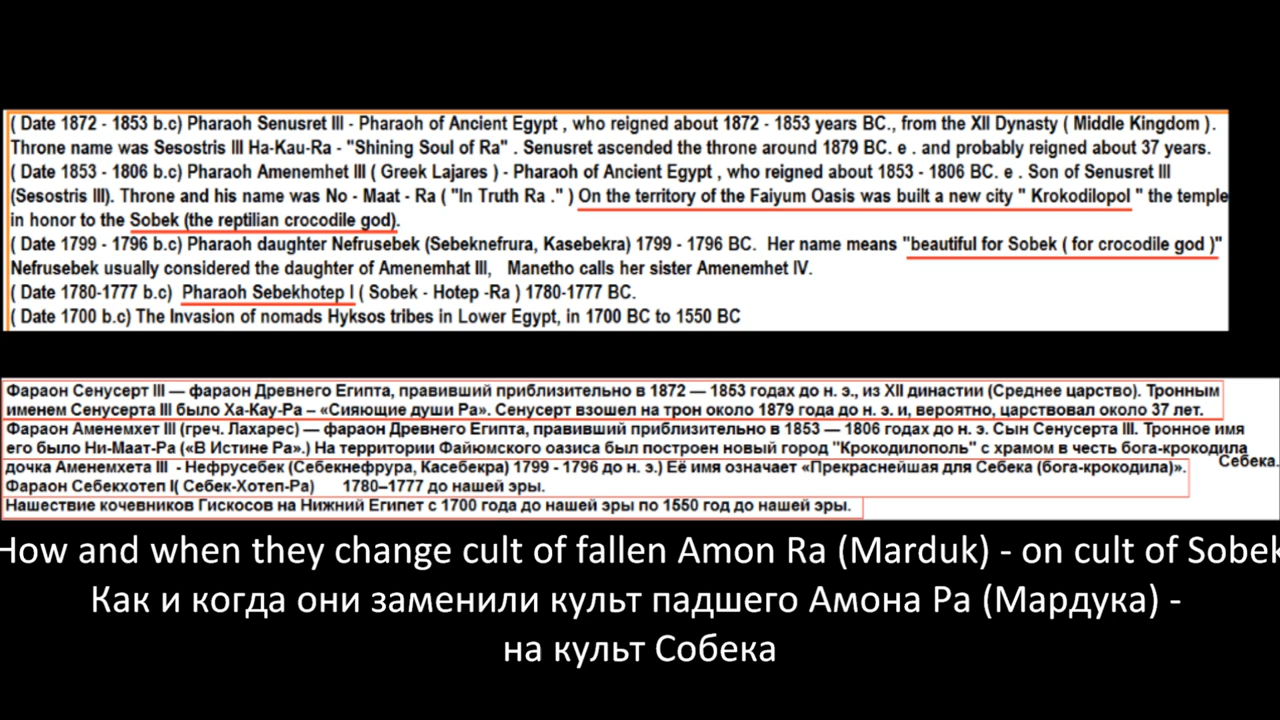 ( Date 1872 - 1853 b.c) Pharaoh Senusret III - Pharaoh of Ancient Egypt , who reigned about 1872 - 1853 years BC., from the XII Dynasty ( Middle Kingdom ).
Throne name was Sesostris III Ha-Kau-Ra - "Shining Soul of Ra" . Senusret ascended the throne around 1879 BC. e . and probably reigned about 37 years.
( Date 1853 - 1806 b.c) Pharaoh Amenemhet III ( Greek Lajares ) - Pharaoh of Ancient Egypt , who reigned about 1853 - 1806 BC. e . Son of Senusret III
(Sesostris III). Throne and his name was No - Maat - Ra ( "In Truth Ra ." ) On the territory of the Faiyum Oasis was built a new city " Krokodilopol " the temple
in honor to the Sobek (the reptilian crocodile god).
( Date 1799 - 1796 b.c) Pharaoh daughter Nefrusebek (Sebeknefrura, Kasebekra) 1799 - 1796 BC. Her name means "beautiful for Sobek ( for crocodile god )"
Nefrusebek usually considered the daughter of Amenemhat III, Manetho calls her sister Amenemhet IV.
( Date 1780-1777 b.c) Pharaoh Sebekhotep I ( Sobek - Hotep -Ra ) 1780-1777 BC.
( Date 1700 b.c) The Invasion of nomads Hyksos tribes in Lower Egypt, in 1700 BC to 1550 BC
Фараон Сенусерт III — фараон Древнего Египта, правивший приблизительно в 1872 — 1853 годах до н. э., из XII династии (Среднее царство). Тронным
именем Сенусерта III было Ха-Кау-Ра – «Сияющие души Ра». Сенусерт взошел на трон около 1879 года до н. э. и, вероятно, царствовал около 37 лет.
Фараон Аменемхет III (греч. Лахарес) — фараон Древнего Египта, правивший приблизительно в 1853 — 1806 годах до н. э. Сын Сенусерта III. Тронное имя
его было Ни-Маат-Ра («В Истине Ра».) На территории Файюмского оазиса был построен новый город "Крокодилополь" с храмом в честь бога-крокодила
Себека.
дочка Аменемхета III - Нефрусебек (Себекнефрура, Касебекра) 1799 - 1796 до н. э.) Её имя означает «Прекраснейшая для Себека (бога-крокодила)».
Фараон Себекхотеп I( Себек-Хотеп-Ра) 1780–1777 до нашей эры.
Нашествие кочевников Гискосов на Нижний Египет с 1700 года до нашей эры по 1550 год до нашей эры.
How and when they change cult of fallen Amon Ra (Marduk) - on cult of Sobek
Как и когда они заменили культ падшего Амона Ра (Мардука) -
на культ Собека